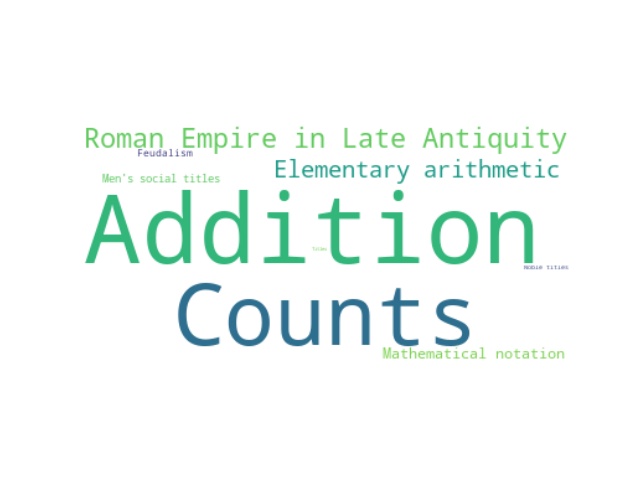 Roman Empire in Late Antiquity
Feudalism
Elementary arithmetic
Men's social titles
Addition
Titles
Noble titles
Counts
Mathematical notation